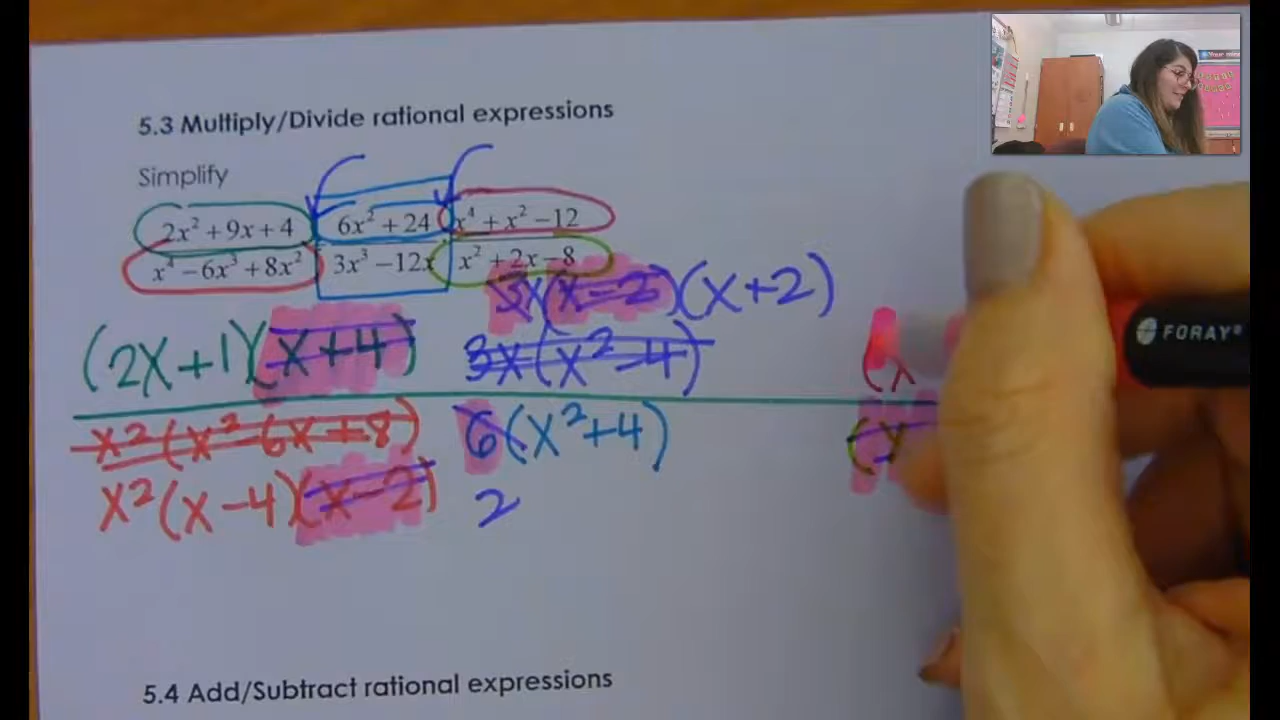 5.3 Multiply/Divide rational expressions
Simplify
2x² + 9x + 4 6x² + 24 x⁴ + x² − 12
x⁴ − 6x³ + 8x² 3x³ − 12x x² + 2x − 8
3x(x−2)(x+2)
(2x+1)(x+4) 3x(x²−4) (x
x²(x²−6x+8) 6(x²+4)
x²(x−4)(x−2) 2
5.4 Add/Subtract rational expressions
FORAY®